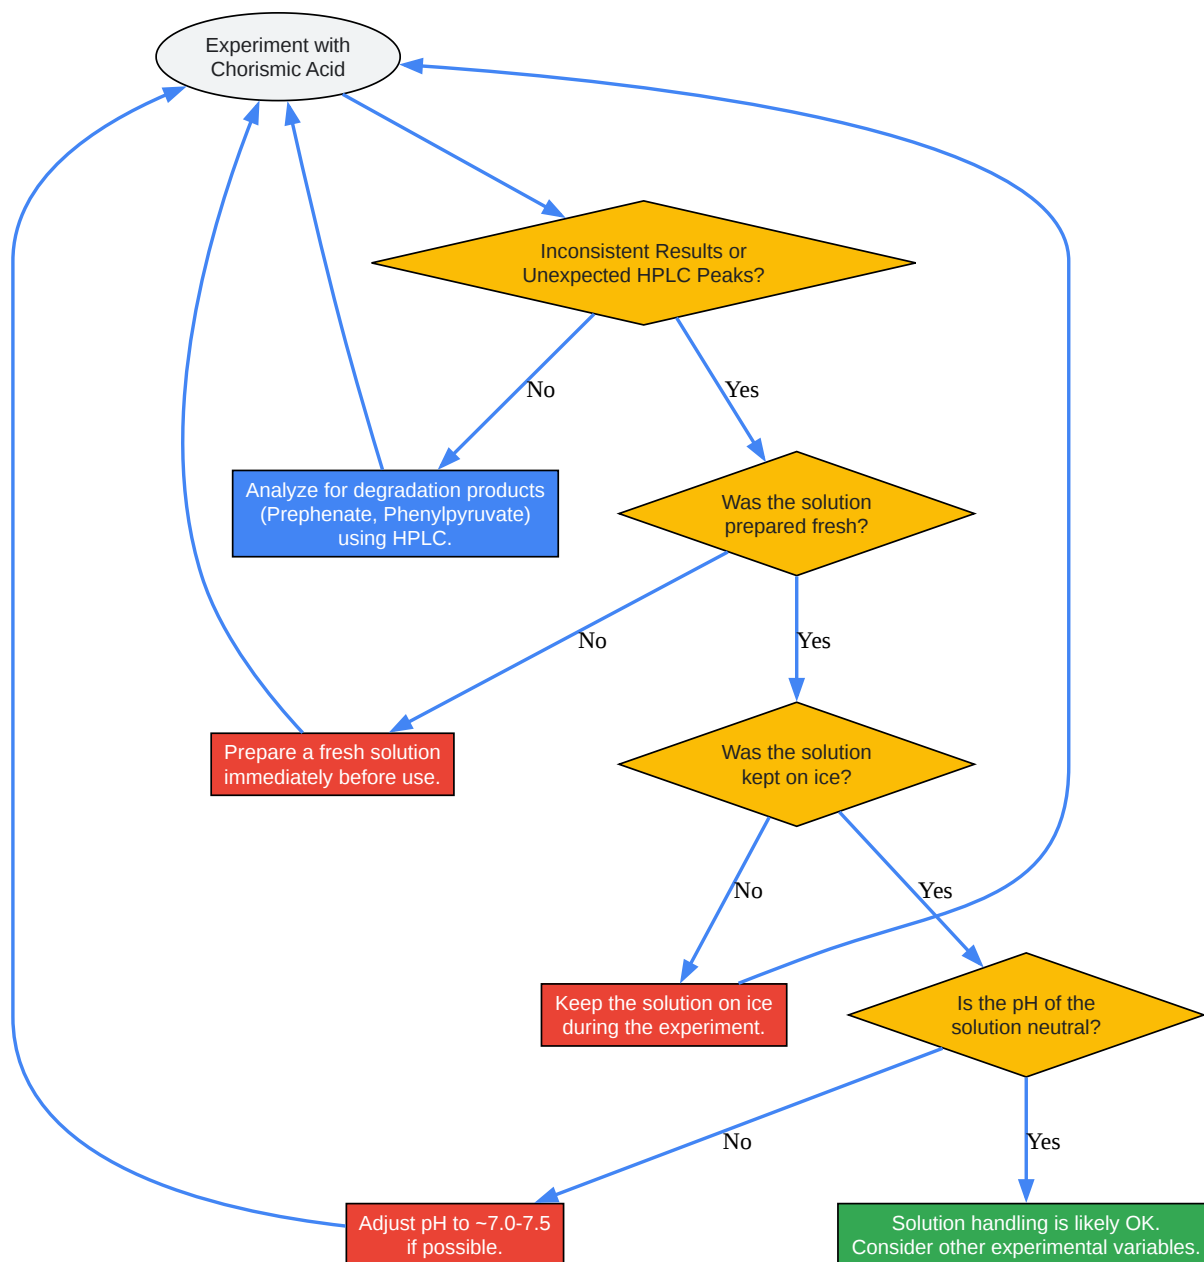 Experiment with
Chorismic Acid
Inconsistent Results or
Unexpected HPLC Peaks?
No
Yes
Analyze for degradation products
(Prephenate, Phenylpyruvate)
using HPLC.
Was the solution
prepared fresh?
No
Yes
Prepare a fresh solution
immediately before use.
Was the solution
kept on ice?
No
Yes
Keep the solution on ice
during the experiment.
Is the pH of the
solution neutral?
No
Yes
Adjust pH to ~7.0-7.5
if possible.
Solution handling is likely OK.
Consider other experimental variables.